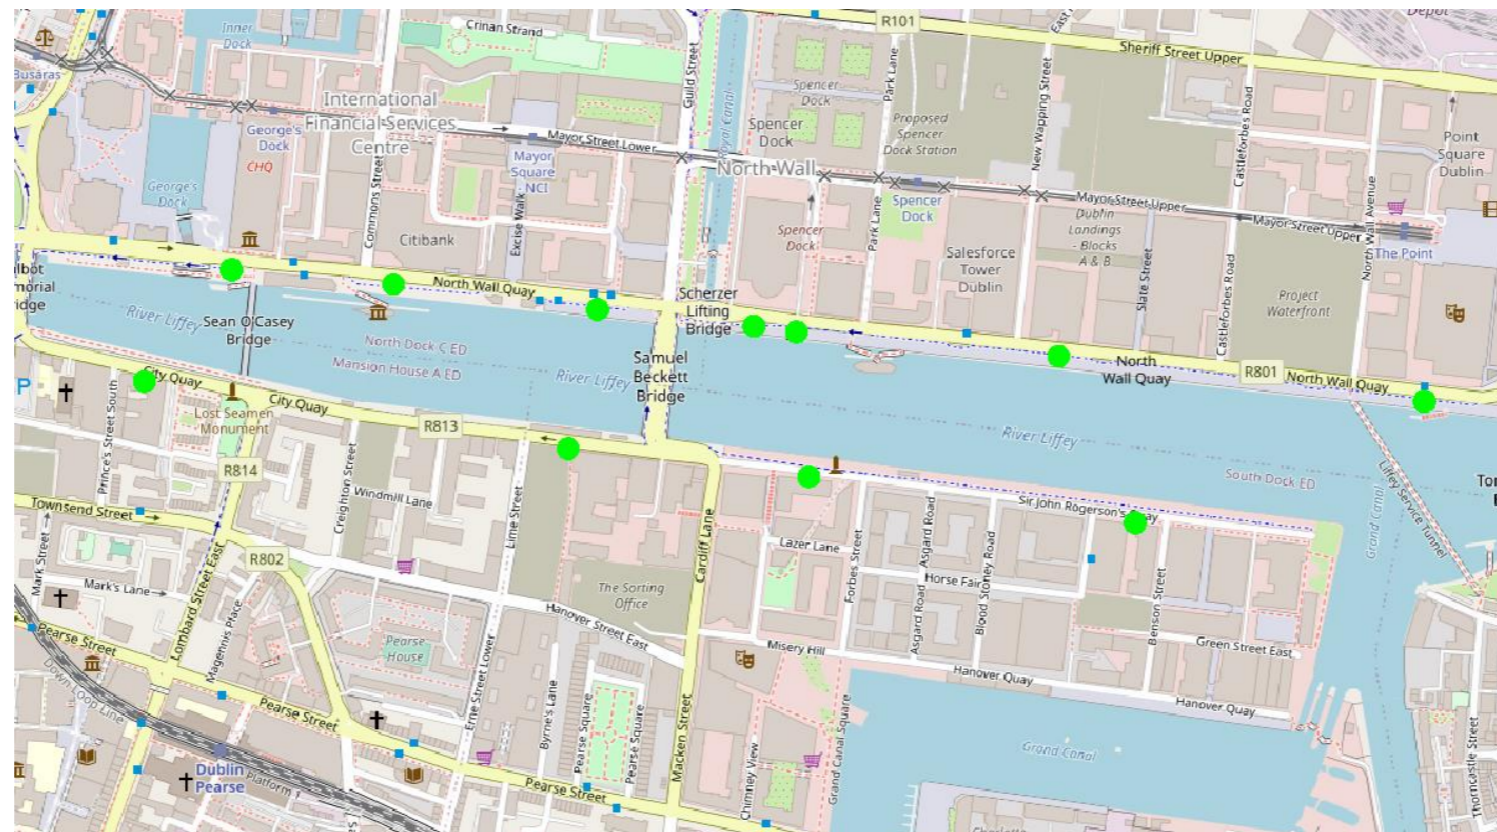 Depot
R101
Crinan Strand
Inner
Dock
Sheriff Street Upper
Busáras
Guild Street
Park Lane
Spencer
Dock
International
Financial Services
Centre
Royal Canal
Proposed
Spencer
Dock Station
New Wapping Street
Castleforbes Road
George's
Dock
Mayor Street Lower
Spencer
Dock
Point
Square
Dublin
CHQ
Mayor
Square
- NCI
North Wall
George's
Dock
Commons Street
Excise Walk
Spencer
Dock
Mayor Street Upper
Mayor Street Upper
North Wall Avenue
Citibank
Spencer
Dock
Park Lane
Dublin
Landings
- Blocks
A & B
Salesforce
Tower
Dublin
Slate Street
Castleforbes Road
The Point
North Wall Quay
Scherzer
Lifting
Bridge
Project
Waterfront
River Liffey
Sean O'Casey
Bridge
North Dock C ED
Mansion House A ED
River Liffey
Samuel
Beckett
Bridge
North
Wall Quay
R801
North Wall Quay
P
City Quay
Lost Seamen
Monument
City Quay
R813
Prince's Street South
River Liffey
R814
Creighton Street
Windmill Lane
Lime Street
South Dock ED
Liffey Service Tunnel
Grand Canal
Townsend Street
Sir John Rogerson's Quay
Mark Street
R802
Cardiff Lane
Lazer Lane
Forbes Street
Asgard Road
Blood Stoney Road
Mark's Lane
Lombard Street East
The Sorting
Office
Horse Fair
Asgard Road
Benson Street
Magennis Place
Hanover Street East
Pearse Street
Pearse
House
Erne Street Lower
Misery Hill
Green Street East
Hanover Quay
Down Loop Line
Pearse Street
Byrne's Lane
Pearse Square
Pearse Square
Macken Street
Chimney View
Grand Canal Square
Hanover Quay
Thorncastle Street
Grand Canal
Dublin
Pearse
Platform
Pearse Street